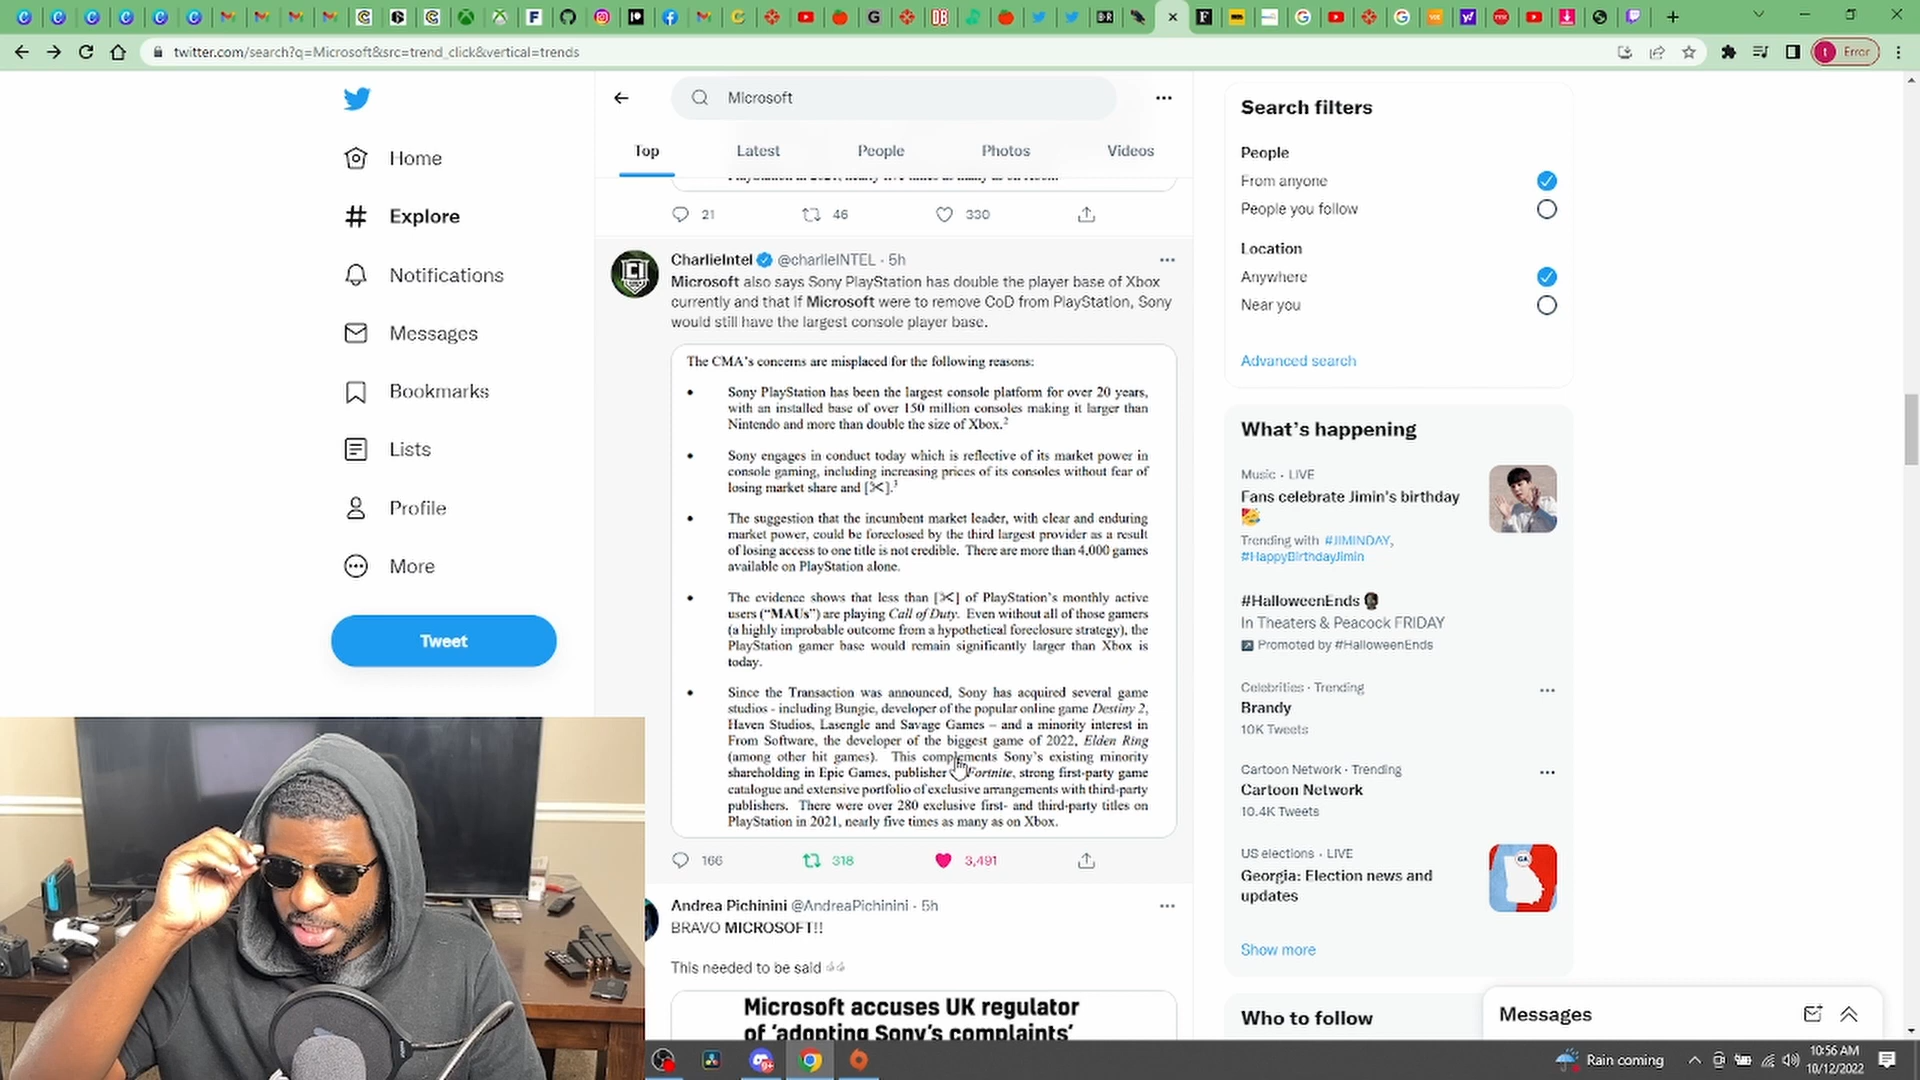 twitter.com/search?q=Microsoft&src=trend_click&vertical=trends
Error
Home
Explore
Notifications
Messages
Bookmarks
Lists
Profile
More
Tweet
Microsoft
Top
Latest
People
Photos
Videos
21
46
330
CharlieIntel @charlieINTEL · 5h
Microsoft also says Sony PlayStation has double the player base of Xbox
currently and that if Microsoft were to remove CoD from PlayStation, Sony
would still have the largest console player base.
The CMA's concerns are misplaced for the following reasons:
• Sony PlayStation has been the largest console platform for over 20 years,
with an installed base of over 150 million consoles making it larger than
Nintendo and more than double the size of Xbox.2
• Sony engages in conduct today which is reflective of its market power in
console gaming, including increasing prices of its consoles without fear of
losing market share and [✂].3
• The suggestion that the incumbent market leader, with clear and enduring
market power, could be foreclosed by the third largest provider as a result
of losing access to one title is not credible. There are more than 4,000 games
available on PlayStation alone.
• The evidence shows that less than [✂] of PlayStation's monthly active
users ("MAUs") are playing Call of Duty. Even without all of those gamers
(a highly improbable outcome from a hypothetical foreclosure strategy), the
PlayStation gamer base would remain significantly larger than Xbox is
today.
• Since the Transaction was announced, Sony has acquired several game
studios - including Bungie, developer of the popular online game Destiny 2,
Haven Studios, Lasengle and Savage Games – and a minority interest in
From Software, the developer of the biggest game of 2022, Elden Ring
(among other hit games). This complements Sony's existing minority
shareholding in Epic Games, publisher Fortnite, strong first-party game
catalogue and extensive portfolio of exclusive arrangements with third-party
publishers. There were over 280 exclusive first- and third-party titles on
PlayStation in 2021, nearly five times as many as on Xbox.
166
318
3,491
Andrea Pichinini @AndreaPichinini · 5h
BRAVO MICROSOFT!!
This needed to be said
Microsoft accuses UK regulator
of 'adopting Sony's complaints'
Search filters
People
From anyone
People you follow
Location
Anywhere
Near you
Advanced search
What's happening
Music · LIVE
Fans celebrate Jimin's birthday
Trending with #JIMINDAY,
#HappyBirthdayJimin
#HalloweenEnds
In Theaters & Peacock FRIDAY
Promoted by #HalloweenEnds
Celebrities · Trending
Brandy
10K Tweets
Cartoon Network · Trending
Cartoon Network
10.4K Tweets
US elections · LIVE
Georgia: Election news and
updates
GA
Show more
Who to follow
Messages
Rain coming
10:56 AM
10/12/2022